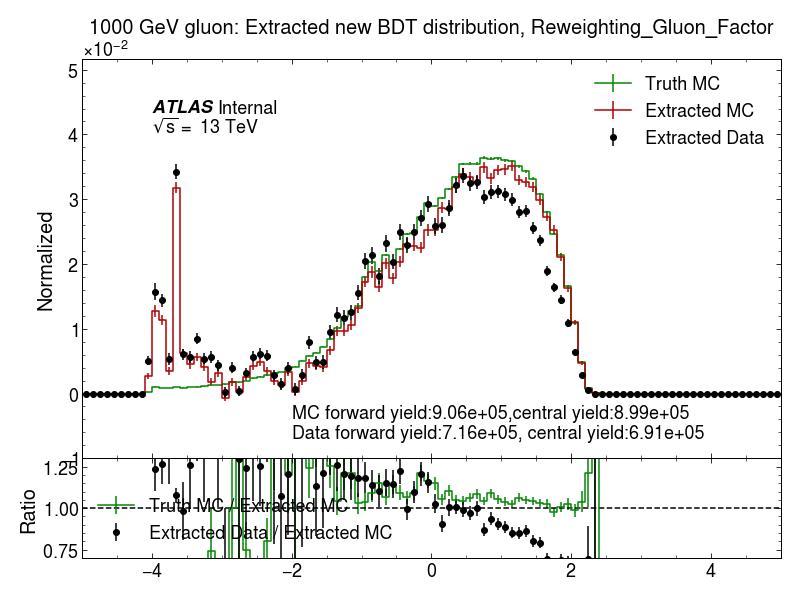 1000 GeV gluon: Extracted new BDT distribution, Reweighting_Gluon_Factor
×10⁻²
5
4
3
2
1
0
Normalized
ATLAS Internal
√s = 13 TeV
Truth MC
Extracted MC
Extracted Data
MC forward yield:9.06e+05,central yield:8.99e+05
Data forward yield:7.16e+05, central yield:6.91e+05
1.25
1.00
0.75
Ratio
Truth MC / Extracted MC
Extracted Data / Extracted MC
−4 −2 0 2 4